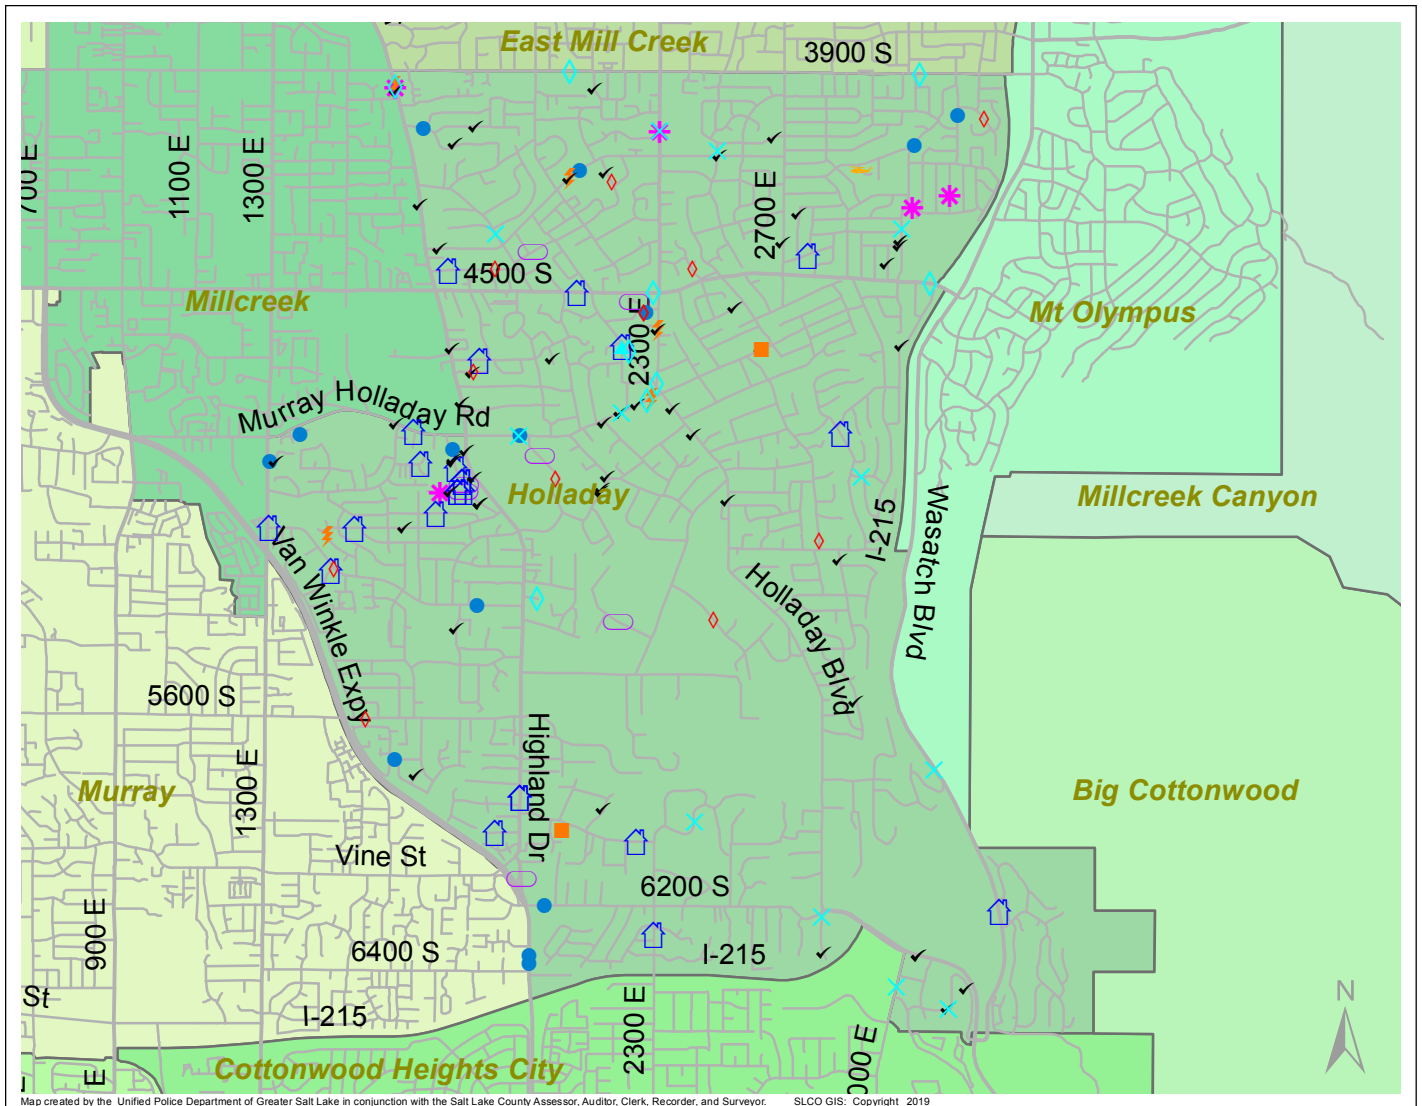 East Mill Creek
3900 S
700 E
1100 E
1300 E
2700 E
4500 S
Millcreek
2300 E
Mt Olympus
Murray Holladay Rd
Holladay
Millcreek Canyon
I-215
Wasatch Blvd
Van Winkle Expy
Holladay Blvd
5600 S
Highland Dr
1300 E
Murray
Big Cottonwood
Vine St
6200 S
900 E
6400 S
I-215
St
I-215
2300 E
N
000 E
Cottonwood Heights City
E
E
Map created by the Unified Police Department of Greater Salt Lake in conjunction with the Salt Lake County Assessor, Auditor, Clerk, Recorder, and Surveyor. SLCO GIS: Copyright 2019